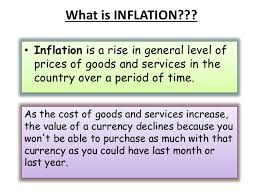 What is INFLATION???
• Inflation is a rise in general level of
prices of goods and services in the
country over a period of time.
As the cost of goods and services increase,
the value of a currency declines because you
won't be able to purchase as much with that
currency as you could have last month or
last year.